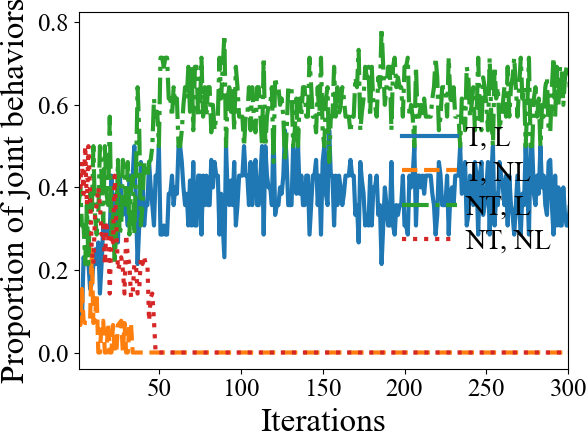 Proportion of joint behaviors
0.8
0.6
0.4
0.2
0.0
T, L
T, NL
NT, L
NT, NL
50 100 150 200 250 300
Iterations